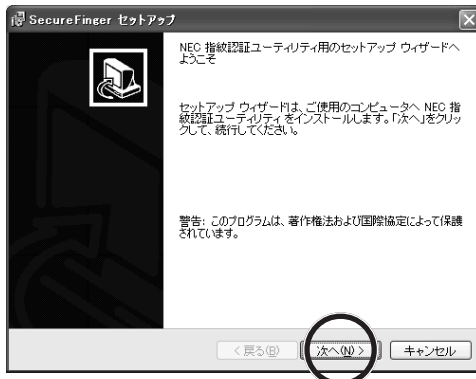 SecureFinger セットアップ
NEC 指紋認証ユーティリティ用のセットアップ ウィザードへ
ようこそ
セットアップ ウィザードは、ご使用のコンピュータへ NEC 指
紋認証ユーティリティ をインストールします。「次へ」をクリッ
クして、続行してください。
警告: このプログラムは、著作権法および国際協定によって保護
されています。
< 戻る(B)
次へ(N) >
キャンセル